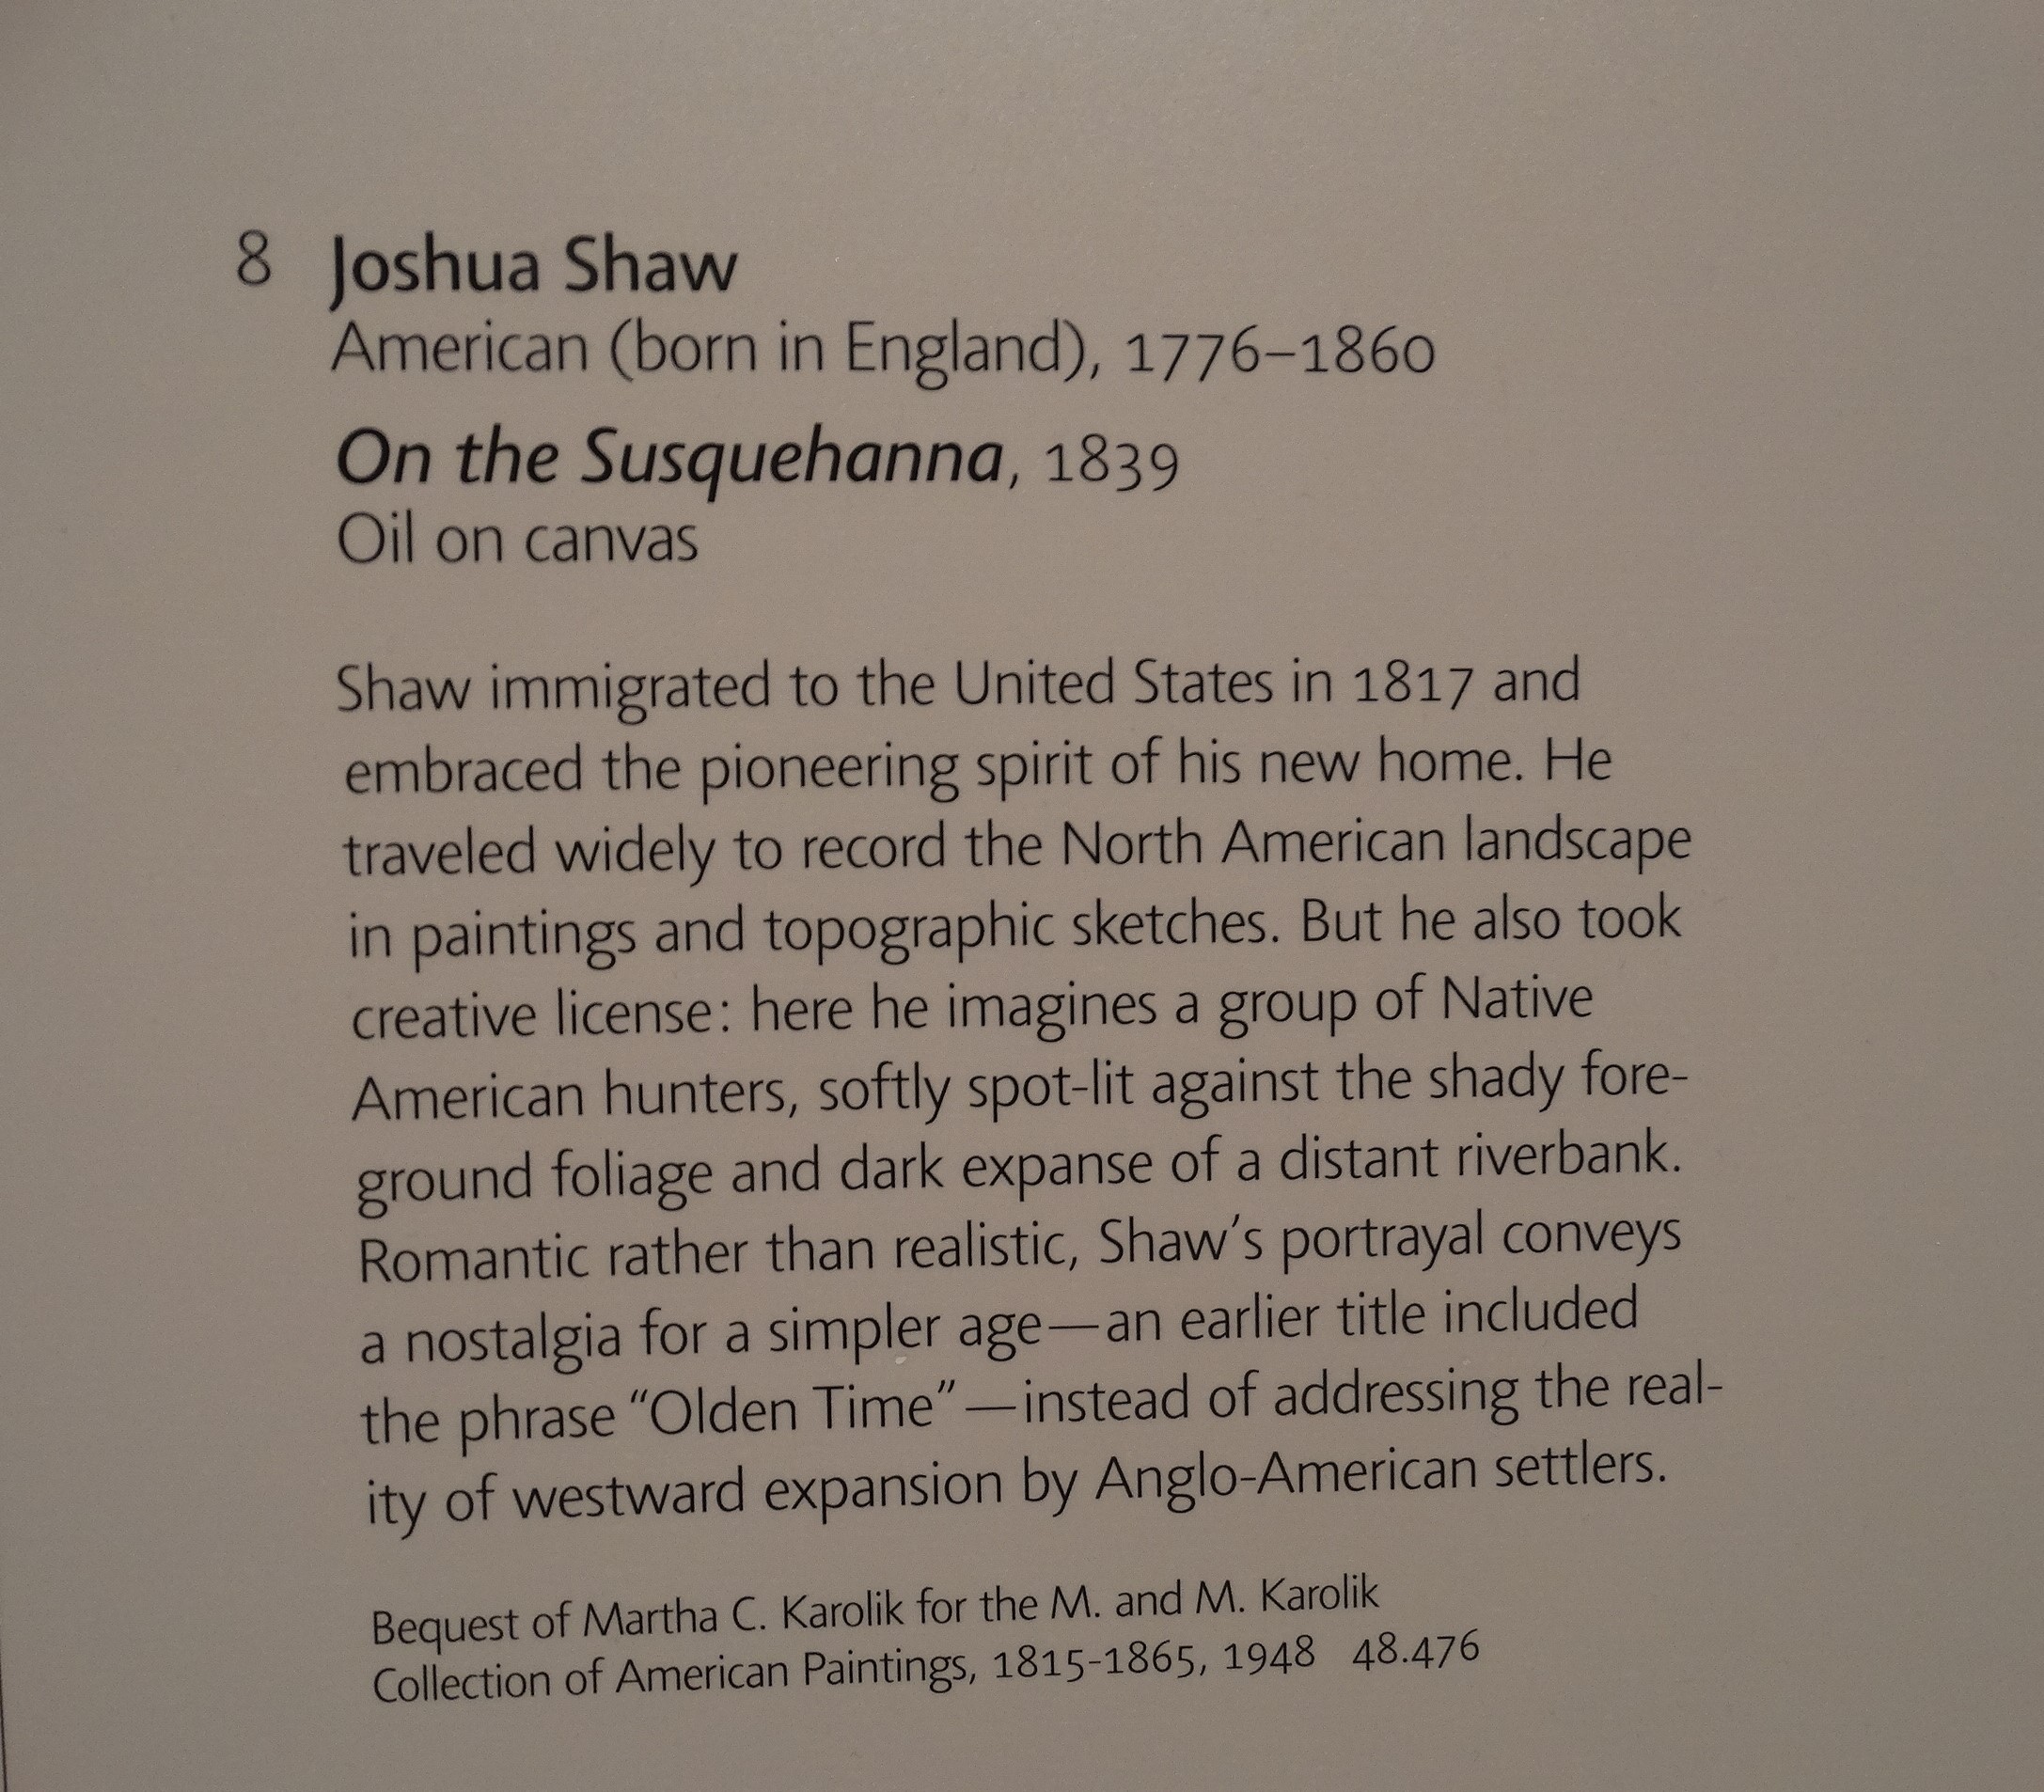 8 Joshua Shaw
American (born in England), 1776–1860
On the Susquehanna, 1839
Oil on canvas
Shaw immigrated to the United States in 1817 and
embraced the pioneering spirit of his new home. He
traveled widely to record the North American landscape
in paintings and topographic sketches. But he also took
creative license: here he imagines a group of Native
American hunters, softly spot-lit against the shady fore-
ground foliage and dark expanse of a distant riverbank.
Romantic rather than realistic, Shaw’s portrayal conveys
a nostalgia for a simpler age—an earlier title included
the phrase “Olden Time”—instead of addressing the real-
ity of westward expansion by Anglo-American settlers.
Bequest of Martha C. Karolik for the M. and M. Karolik
Collection of American Paintings, 1815-1865, 1948 48.476